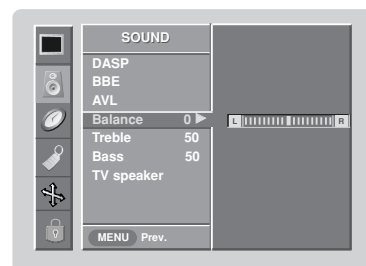 SOUND
DASP
BBE
AVL
Balance 0 ▶
L R
Treble 50
Bass 50
TV speaker
MENU Prev.